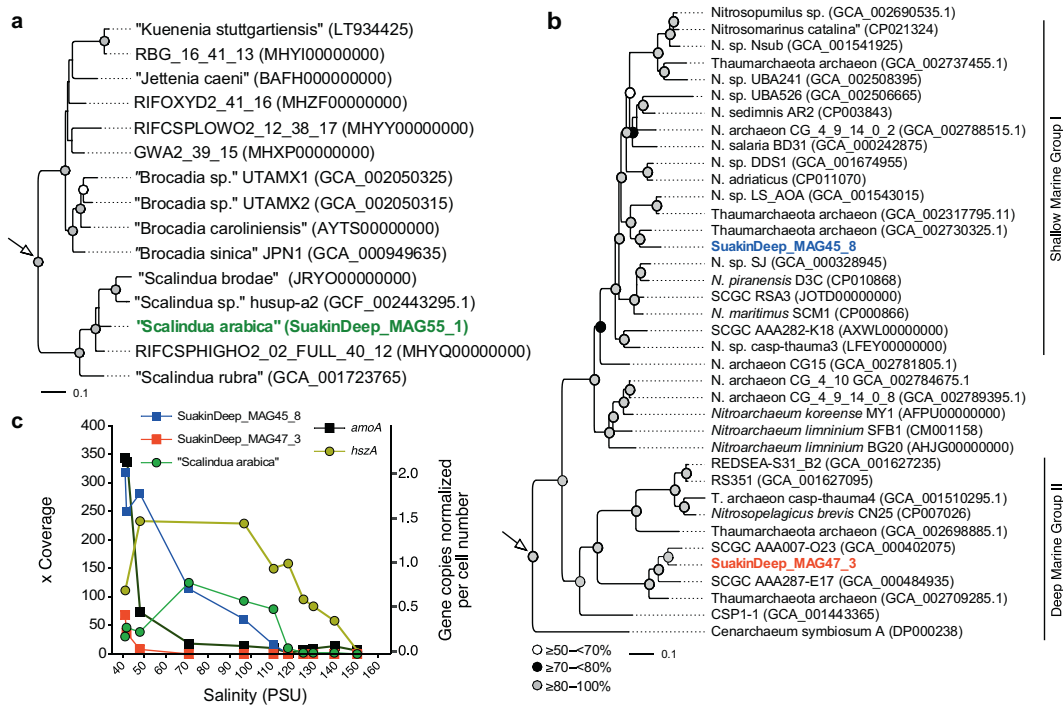 a
"Kuenenia stuttgartiensis" (LT934425)
RBG_16_41_13 (MHYI00000000)
"Jettenia caeni" (BAFH000000000)
RIFOXYD2_41_16 (MHZF00000000)
RIFCSPLOWO2_12_38_17 (MHYY00000000)
GWA2_39_15 (MHXP00000000)
"Brocadia sp." UTAMX1 (GCA_002050325)
"Brocadia sp." UTAMX2 (GCA_002050315)
"Brocadia caroliniensis" (AYTS00000000)
"Brocadia sinica" JPN1 (GCA_000949635)
"Scalindua brodae" (JRYO00000000)
"Scalindua sp." husup-a2 (GCF_002443295.1)
"Scalindua arabica" (SuakinDeep_MAG55_1)
RIFCSPHIGHO2_02_FULL_40_12 (MHYQ00000000)
"Scalindua rubra" (GCA_001723765)
0.1
b
Nitrosopumilus sp. (GCA_002690535.1)
Nitrosomarinus catalina" (CP021324)
N. sp. Nsub (GCA_001541925)
Thaumarchaeota archaeon (GCA_002737455.1)
N. sp. UBA241 (GCA_002508395)
N. sp. UBA526 (GCA_002506665)
N. sedimnis AR2 (CP003843)
N. archaeon CG_4_9_14_0_2 (GCA_002788515.1)
N. salaria BD31 (GCA_000242875)
N. sp. DDS1 (GCA_001674955)
N. adriaticus (CP011070)
N. sp. LS_AOA (GCA_001543015)
Thaumarchaeota archaeon (GCA_002317795.11)
Thaumarchaeota archaeon (GCA_002730325.1)
SuakinDeep_MAG45_8
N. sp. SJ (GCA_000328945)
N. piranensis D3C (CP010868)
SCGC RSA3 (JOTD00000000)
N. maritimus SCM1 (CP000866)
SCGC AAA282-K18 (AXWL00000000)
N. sp. casp-thauma3 (LFEY00000000)
N. archaeon CG15 (GCA_002781805.1)
N. archaeon CG_4_10 GCA_002784675.1
N. archaeon CG_4_9_14_0_8 (GCA_002789395.1)
Nitroarchaeum koreense MY1 (AFPU00000000)
Nitroarchaeum limninium SFB1 (CM001158)
Nitroarchaeum limninium BG20 (AHJG00000000)
REDSEA-S31_B2 (GCA_001627235)
RS351 (GCA_001627095)
T. archaeon casp-thauma4 (GCA_001510295.1)
Nitrosopelagicus brevis CN25 (CP007026)
Thaumarchaeota archaeon (GCA_002698885.1)
SCGC AAA007-O23 (GCA_000402075)
SuakinDeep_MAG47_3
SCGC AAA287-E17 (GCA_000484935)
Thaumarchaeota archaeon (GCA_002709285.1)
CSP1-1 (GCA_001443365)
Cenarchaeum symbiosum A (DP000238)
Shallow Marine Group I
Deep Marine Group II
≥50–<70%
≥70–<80%
≥80–100%
0.1
c
SuakinDeep_MAG45_8
SuakinDeep_MAG47_3
"Scalindua arabica"
amoA
hszA
x Coverage
400
350
300
250
200
150
100
50
0
2.0
1.5
1.0
0.5
0.0
Gene copies normalized
per cell number
40 48 60 70 80 90 100 110 120 130 140 150 160
Salinity (PSU)